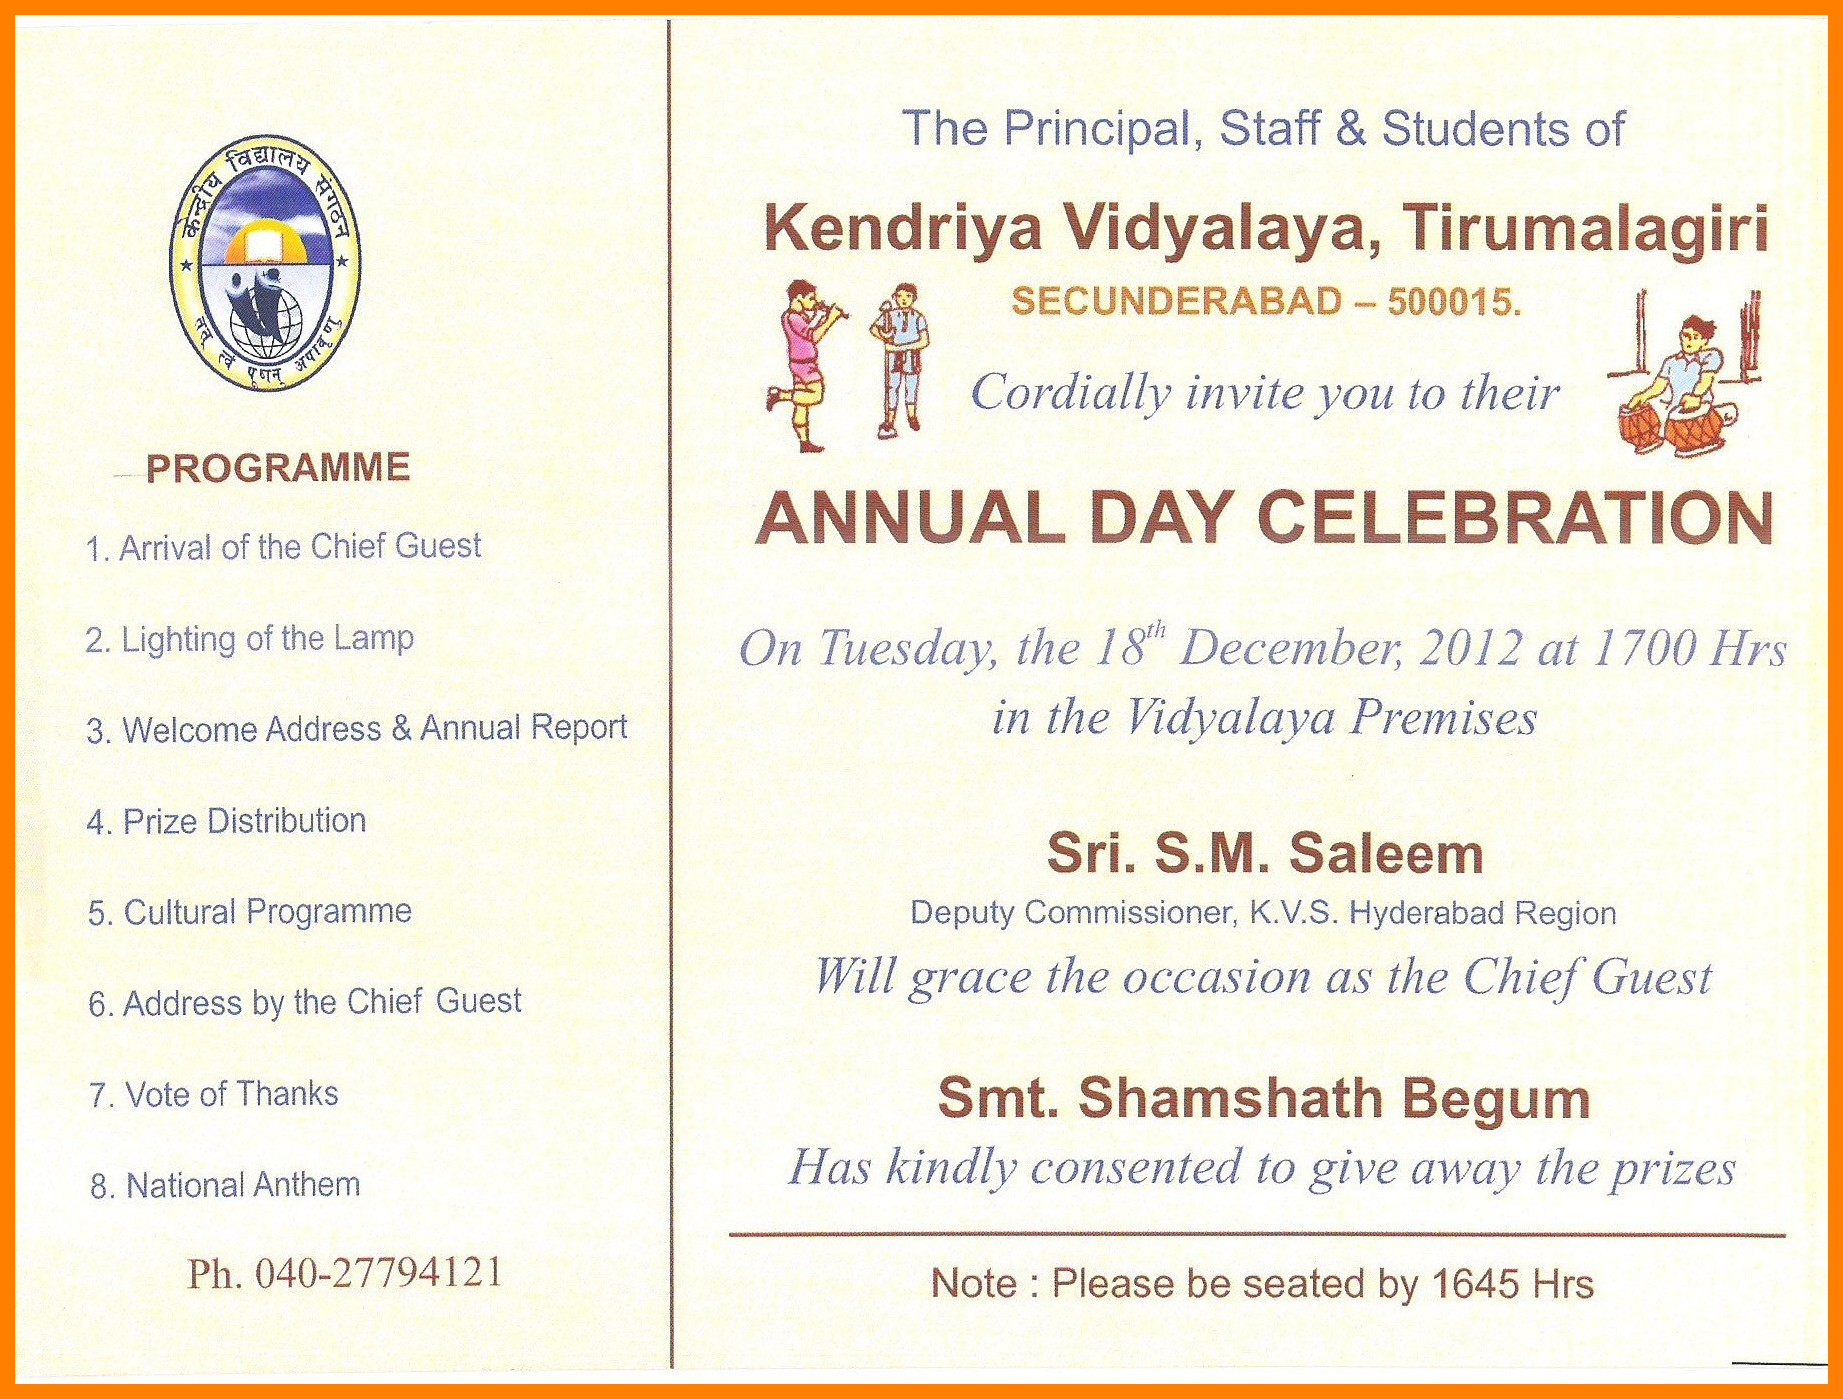 केन्द्रीय विद्यालय संगठन
तत् त्वं पूषन् अपावृणु
PROGRAMME
1. Arrival of the Chief Guest
2. Lighting of the Lamp
3. Welcome Address & Annual Report
4. Prize Distribution
5. Cultural Programme
6. Address by the Chief Guest
7. Vote of Thanks
8. National Anthem
Ph. 040-27794121
The Principal, Staff & Students of
Kendriya Vidyalaya, Tirumalagiri
SECUNDERABAD – 500015.
Cordially invite you to their
ANNUAL DAY CELEBRATION
On Tuesday, the 18th December, 2012 at 1700 Hrs
in the Vidyalaya Premises
Sri. S.M. Saleem
Deputy Commissioner, K.V.S. Hyderabad Region
Will grace the occasion as the Chief Guest
Smt. Shamshath Begum
Has kindly consented to give away the prizes
Note : Please be seated by 1645 Hrs